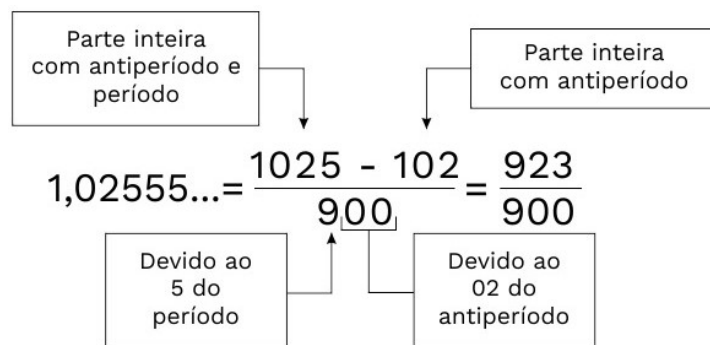 Parte inteira
com antiperíodo e
período
Parte inteira
com antiperíodo
1,02555...= 1025 - 102 / 900 = 923 / 900
Devido ao
5 do
período
Devido ao
02 do
antiperíodo